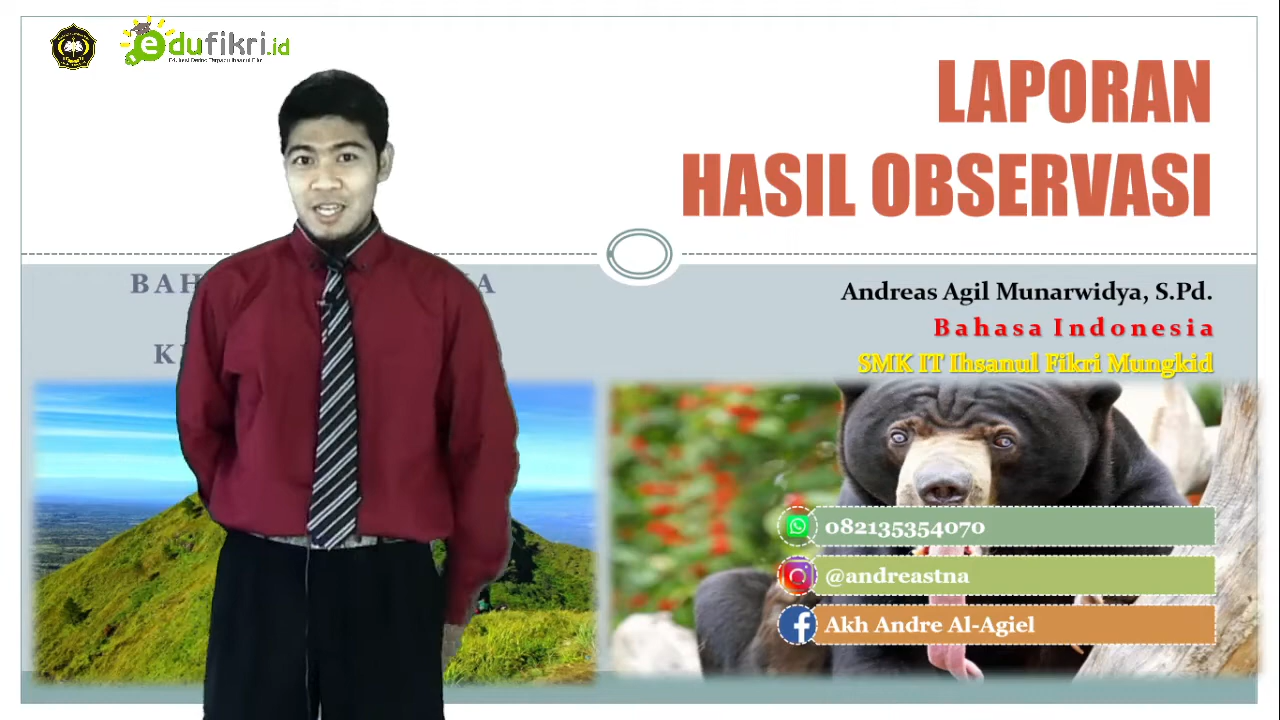 edufikri.id
LAPORAN
HASIL OBSERVASI
BAH
A
K
Andreas Agil Munarwidya, S.Pd.
Bahasa Indonesia
SMK IT Ihsanul Fikri Mungkid
082135354070
@andreastna
Akh Andre Al-Agiel